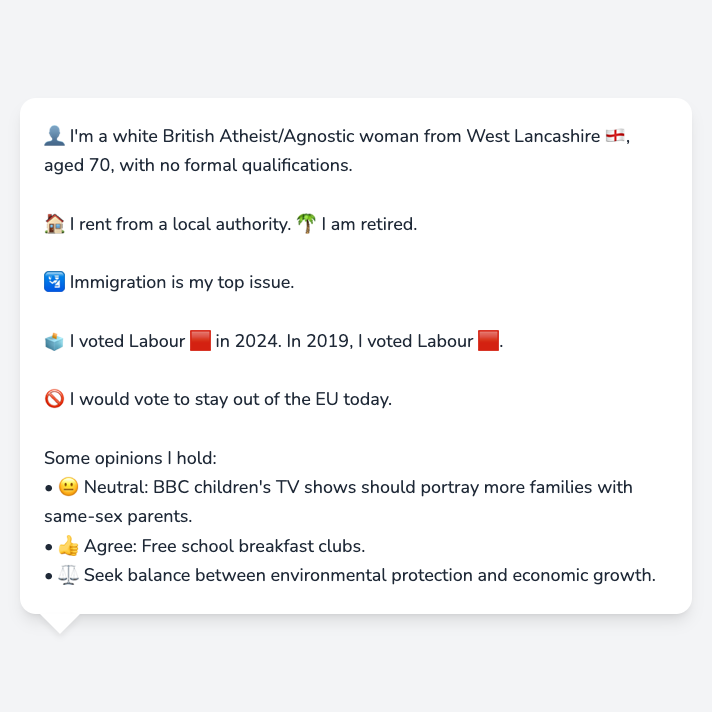 👤 I'm a white British Atheist/Agnostic woman from West Lancashire 🏴󠁧󠁢󠁥󠁮󠁧󠁿,
aged 70, with no formal qualifications.
🏠 I rent from a local authority. 🌴 I am retired.
🛂 Immigration is my top issue.
🗳️ I voted Labour 🟥 in 2024. In 2019, I voted Labour 🟥.
🚫 I would vote to stay out of the EU today.
Some opinions I hold:
• 😐 Neutral: BBC children's TV shows should portray more families with
same-sex parents.
• 👍 Agree: Free school breakfast clubs.
• ⚖️ Seek balance between environmental protection and economic growth.